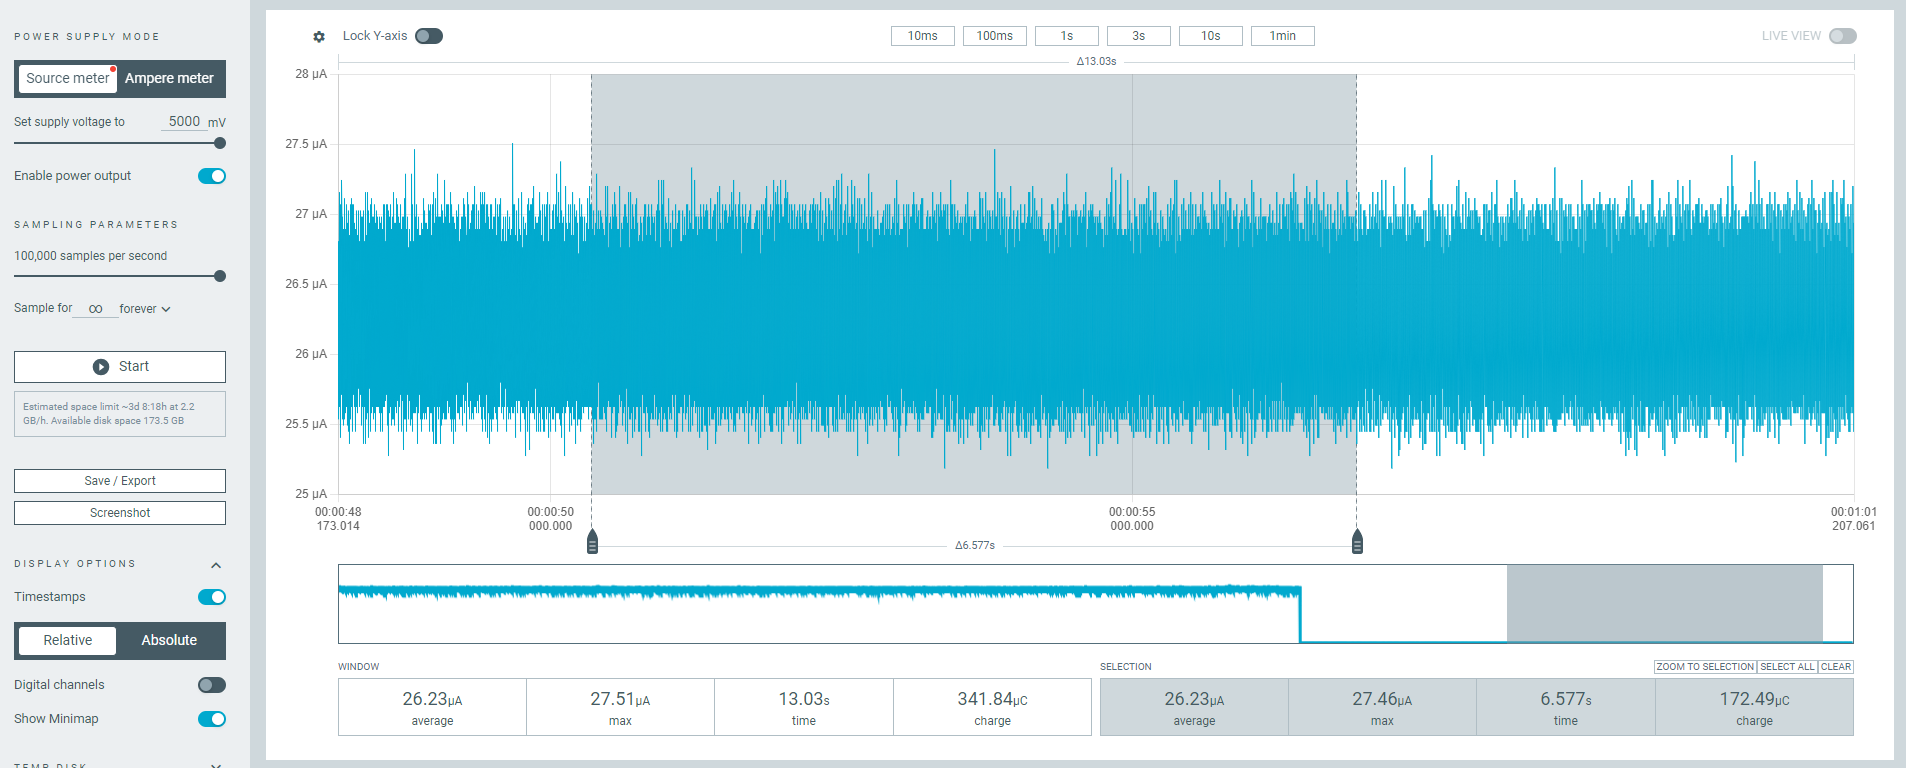 POWER SUPPLY MODE
Source meter Ampere meter
Set supply voltage to 5000 mV
Enable power output
SAMPLING PARAMETERS
100,000 samples per second
Sample for ∞ forever
Start
Estimated space limit ~3d 8:18h at 2.2
GB/h. Available disk space 173.5 GB
Save / Export
Screenshot
DISPLAY OPTIONS
Timestamps
Relative Absolute
Digital channels
Show Minimap
TEMP DISK
Lock Y-axis 10ms 100ms 1s 3s 10s 1min LIVE VIEW
Δ13.03s
28 µA
27.5 µA
27 µA
26.5 µA
26 µA
25.5 µA
25 µA
00:00:48 00:00:50 00:00:55 00:01:01
173.014 000.000 000.000 207.061
Δ6.577s
WINDOW SELECTION ZOOM TO SELECTION SELECT ALL CLEAR
26.23µA 27.51µA 13.03s 341.84µC 26.23µA 27.46µA 6.577s 172.49µC
average max time charge average max time charge